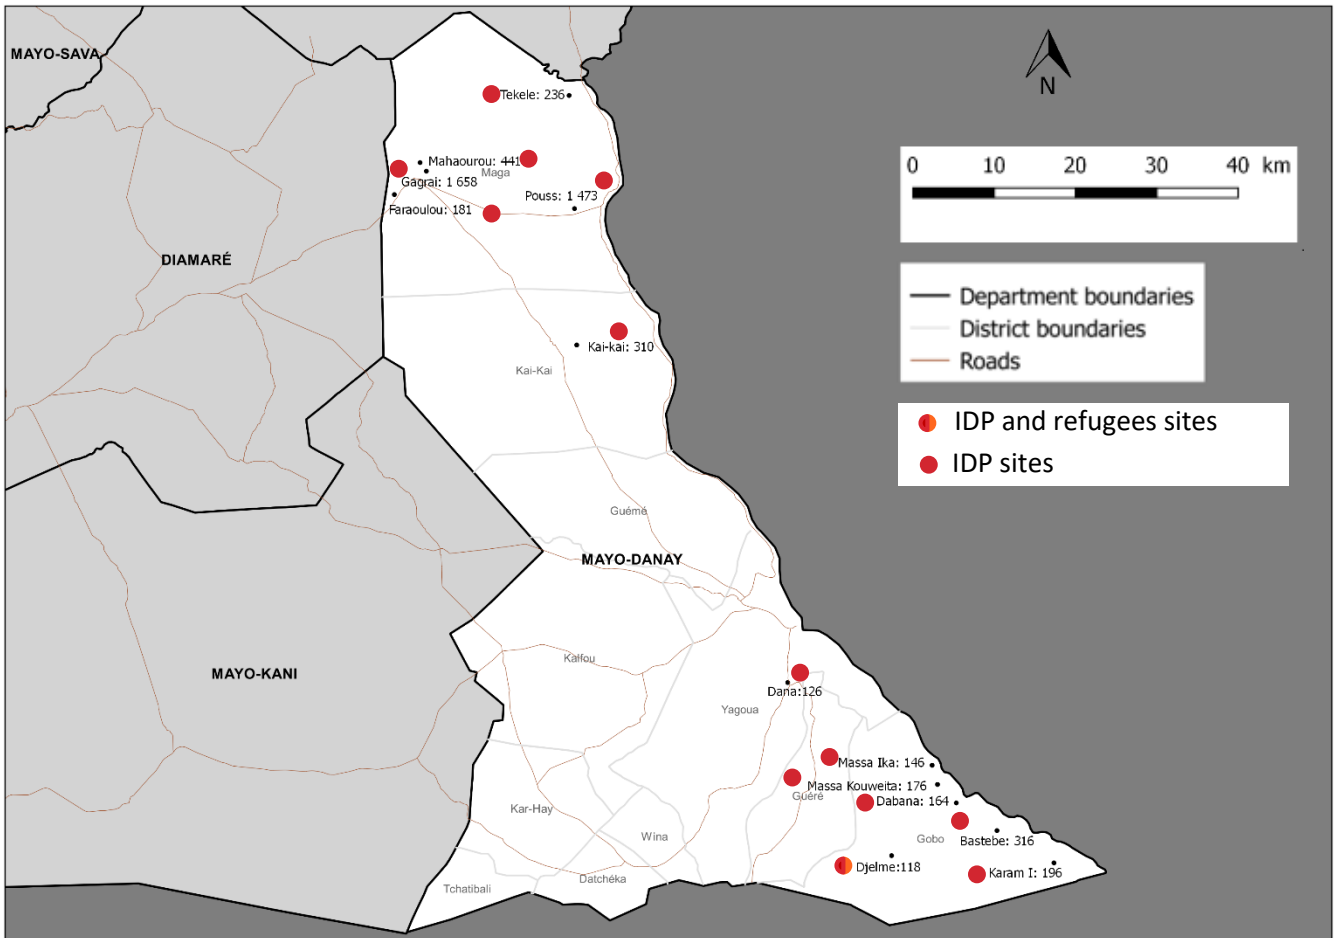 MAYO-SAVA
N
Tekele: 236
Mahaourou: 441
Maga
Gagrai: 1 658
Pouss: 1 473
Faraoulou: 181
0 10 20 30 40 km
DIAMARÉ
Department boundaries
District boundaries
Roads
Kai-kai: 310
Kai-Kai
IDP and refugees sites
IDP sites
Guémé
MAYO-DANAY
Kalfou
MAYO-KANI
Dana:126
Yagoua
Massa Ika: 146
Massa Kouweita: 176
Guéré
Dabana: 164
Kar-Hay
Wina
Gobo
Bastebe: 316
Djelme:118
Karam I: 196
Datchéka
Tchatibali